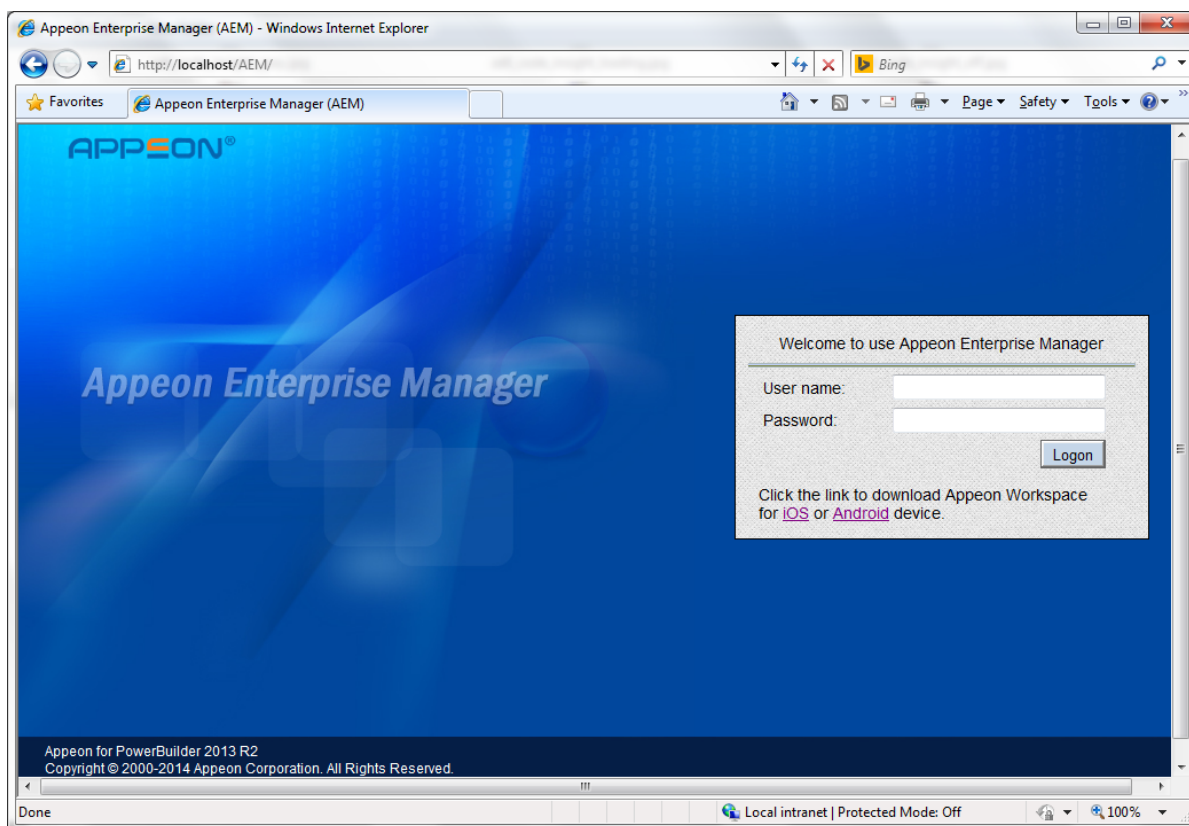 Appeon Enterprise Manager (AEM) - Windows Internet Explorer
http://localhost/AEM/
Bing
Favorites
Appeon Enterprise Manager (AEM)
Page
Safety
Tools
APPEON®
Welcome to use Appeon Enterprise Manager
Appeon Enterprise Manager
User name:
Password:
Logon
Click the link to download Appeon Workspace
for iOS or Android device.
Appeon for PowerBuilder 2013 R2
Copyright © 2000-2014 Appeon Corporation. All Rights Reserved.
Done
Local intranet | Protected Mode: Off
100%